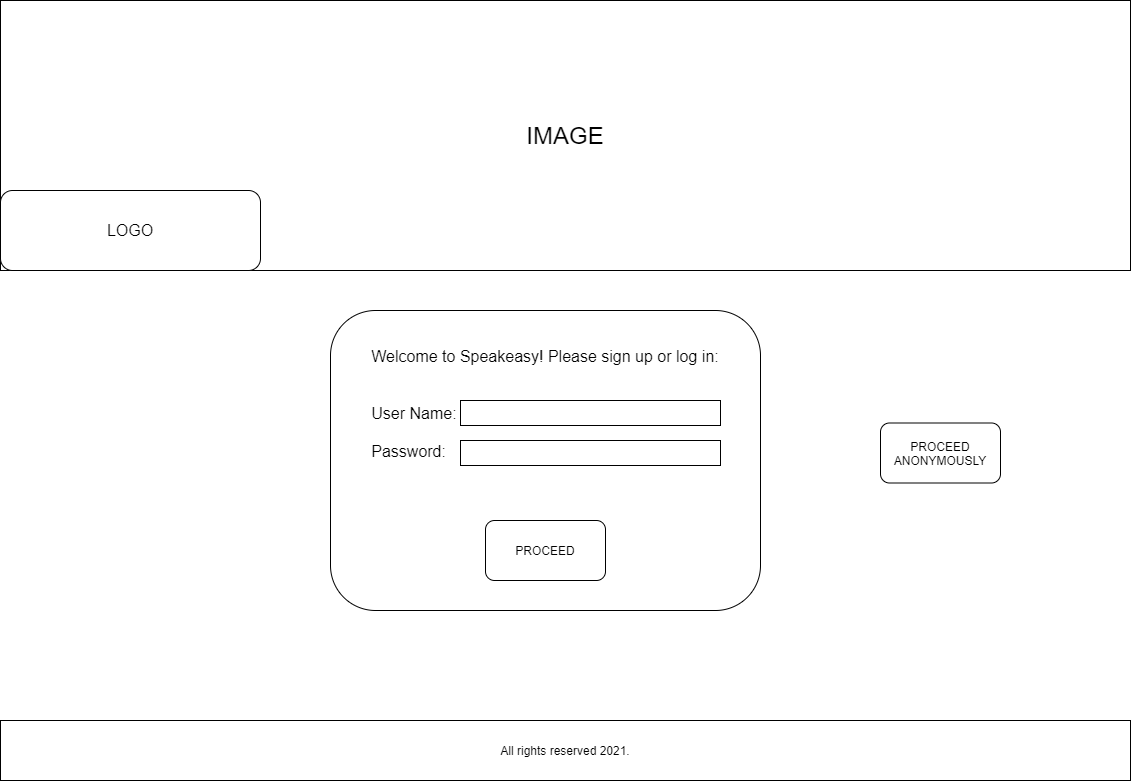 IMAGE
LOGO
Welcome to Speakeasy! Please sign up or log in:
User Name:
Password:
PROCEED
ANONYMOUSLY
PROCEED
All rights reserved 2021.